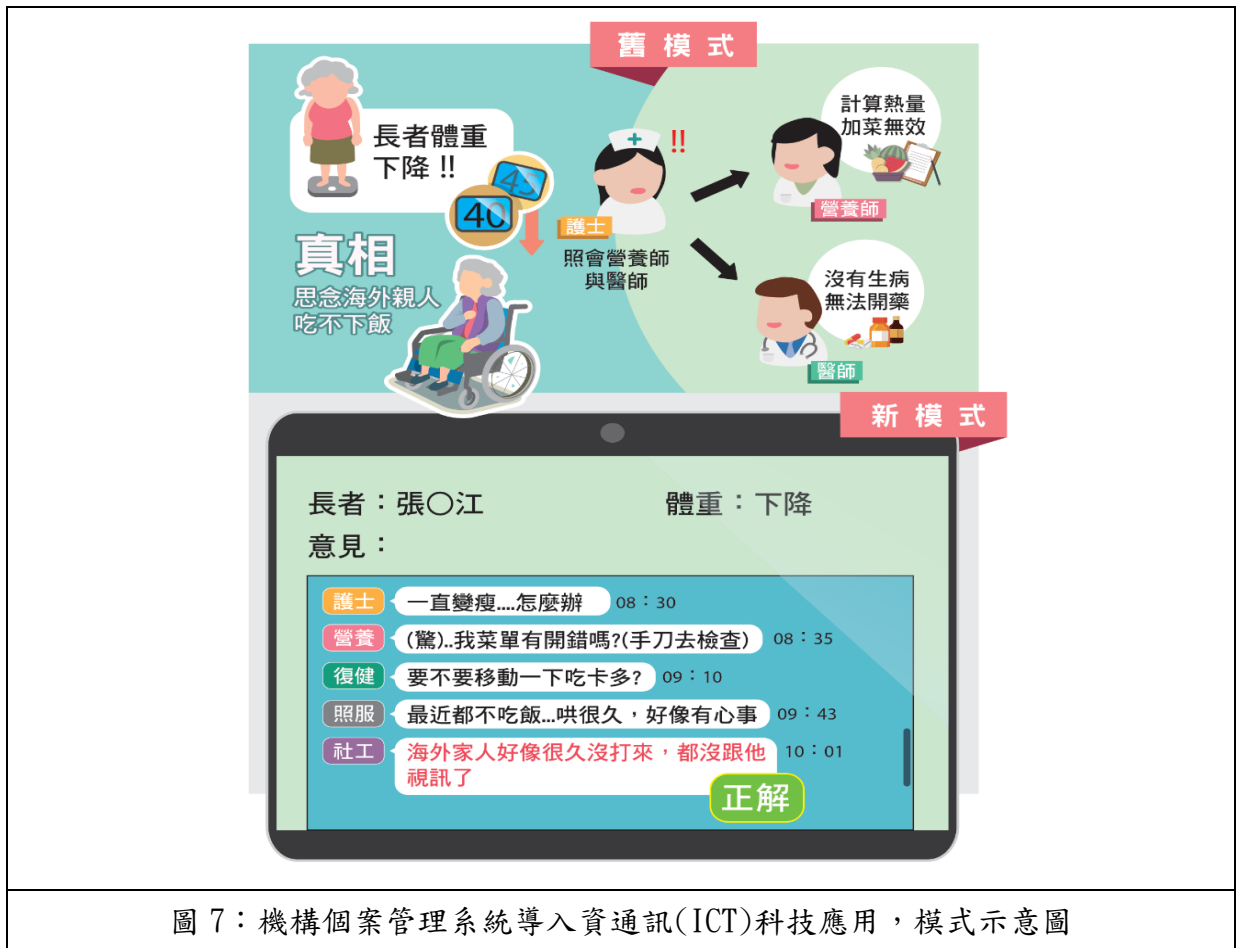 舊模式
長者體重
下降!!
45
40
真相
思念海外親人
吃不下飯
!!
護士
照會營養師
與醫師
計算熱量
加菜無效
營養師
沒有生病
無法開藥
醫師
新模式
長者：張○江 體重：下降
意見：
護士 一直變瘦....怎麼辦 08：30
營養 (驚)..我菜單有開錯嗎?(手刀去檢查) 08：35
復健 要不要移動一下吃卡多? 09：10
照服 最近都不吃飯...哄很久，好像有心事 09：43
社工 海外家人好像很久沒打來，都沒跟他 10：01
視訊了
正解
圖 7：機構個案管理系統導入資通訊(ICT)科技應用，模式示意圖